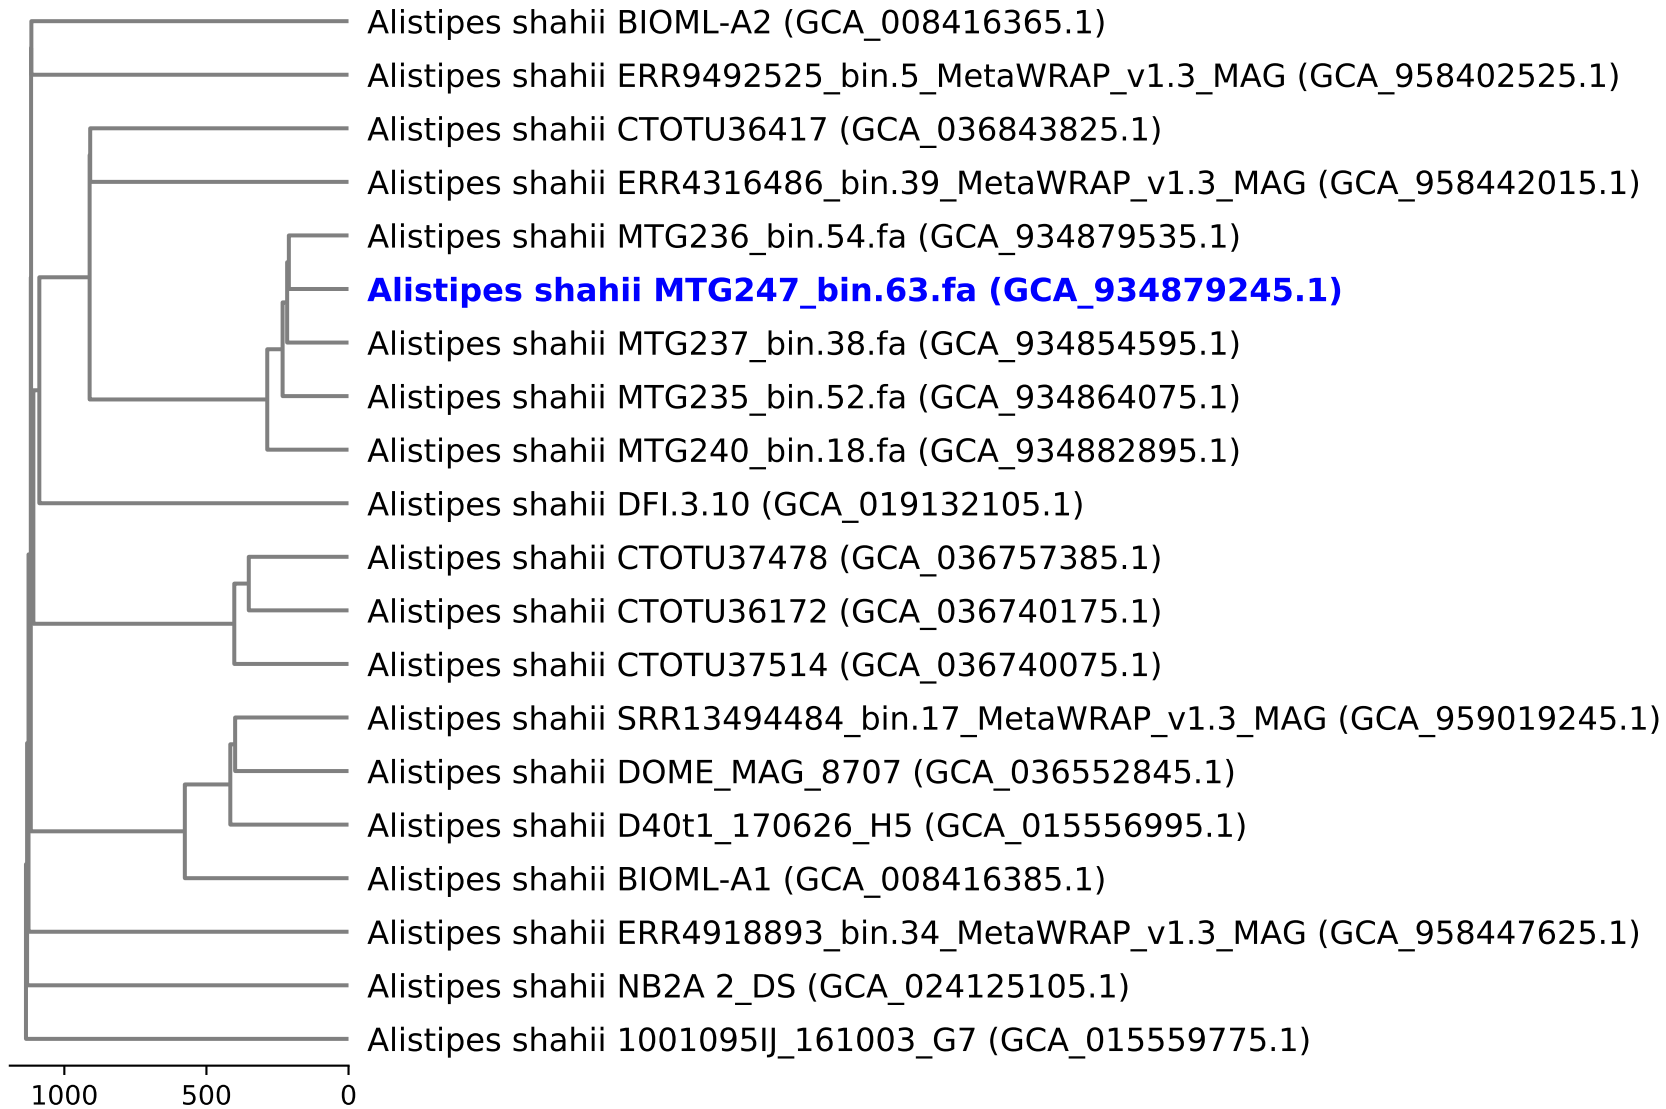 Alistipes shahii BIOML-A2 (GCA_008416365.1)
Alistipes shahii ERR9492525_bin.5_MetaWRAP_v1.3_MAG (GCA_958402525.1)
Alistipes shahii CTOTU36417 (GCA_036843825.1)
Alistipes shahii ERR4316486_bin.39_MetaWRAP_v1.3_MAG (GCA_958442015.1)
Alistipes shahii MTG236_bin.54.fa (GCA_934879535.1)
Alistipes shahii MTG247_bin.63.fa (GCA_934879245.1)
Alistipes shahii MTG237_bin.38.fa (GCA_934854595.1)
Alistipes shahii MTG235_bin.52.fa (GCA_934864075.1)
Alistipes shahii MTG240_bin.18.fa (GCA_934882895.1)
Alistipes shahii DFI.3.10 (GCA_019132105.1)
Alistipes shahii CTOTU37478 (GCA_036757385.1)
Alistipes shahii CTOTU36172 (GCA_036740175.1)
Alistipes shahii CTOTU37514 (GCA_036740075.1)
Alistipes shahii SRR13494484_bin.17_MetaWRAP_v1.3_MAG (GCA_959019245.1)
Alistipes shahii DOME_MAG_8707 (GCA_036552845.1)
Alistipes shahii D40t1_170626_H5 (GCA_015556995.1)
Alistipes shahii BIOML-A1 (GCA_008416385.1)
Alistipes shahii ERR4918893_bin.34_MetaWRAP_v1.3_MAG (GCA_958447625.1)
Alistipes shahii NB2A 2_DS (GCA_024125105.1)
Alistipes shahii 1001095IJ_161003_G7 (GCA_015559775.1)
1000 500 0